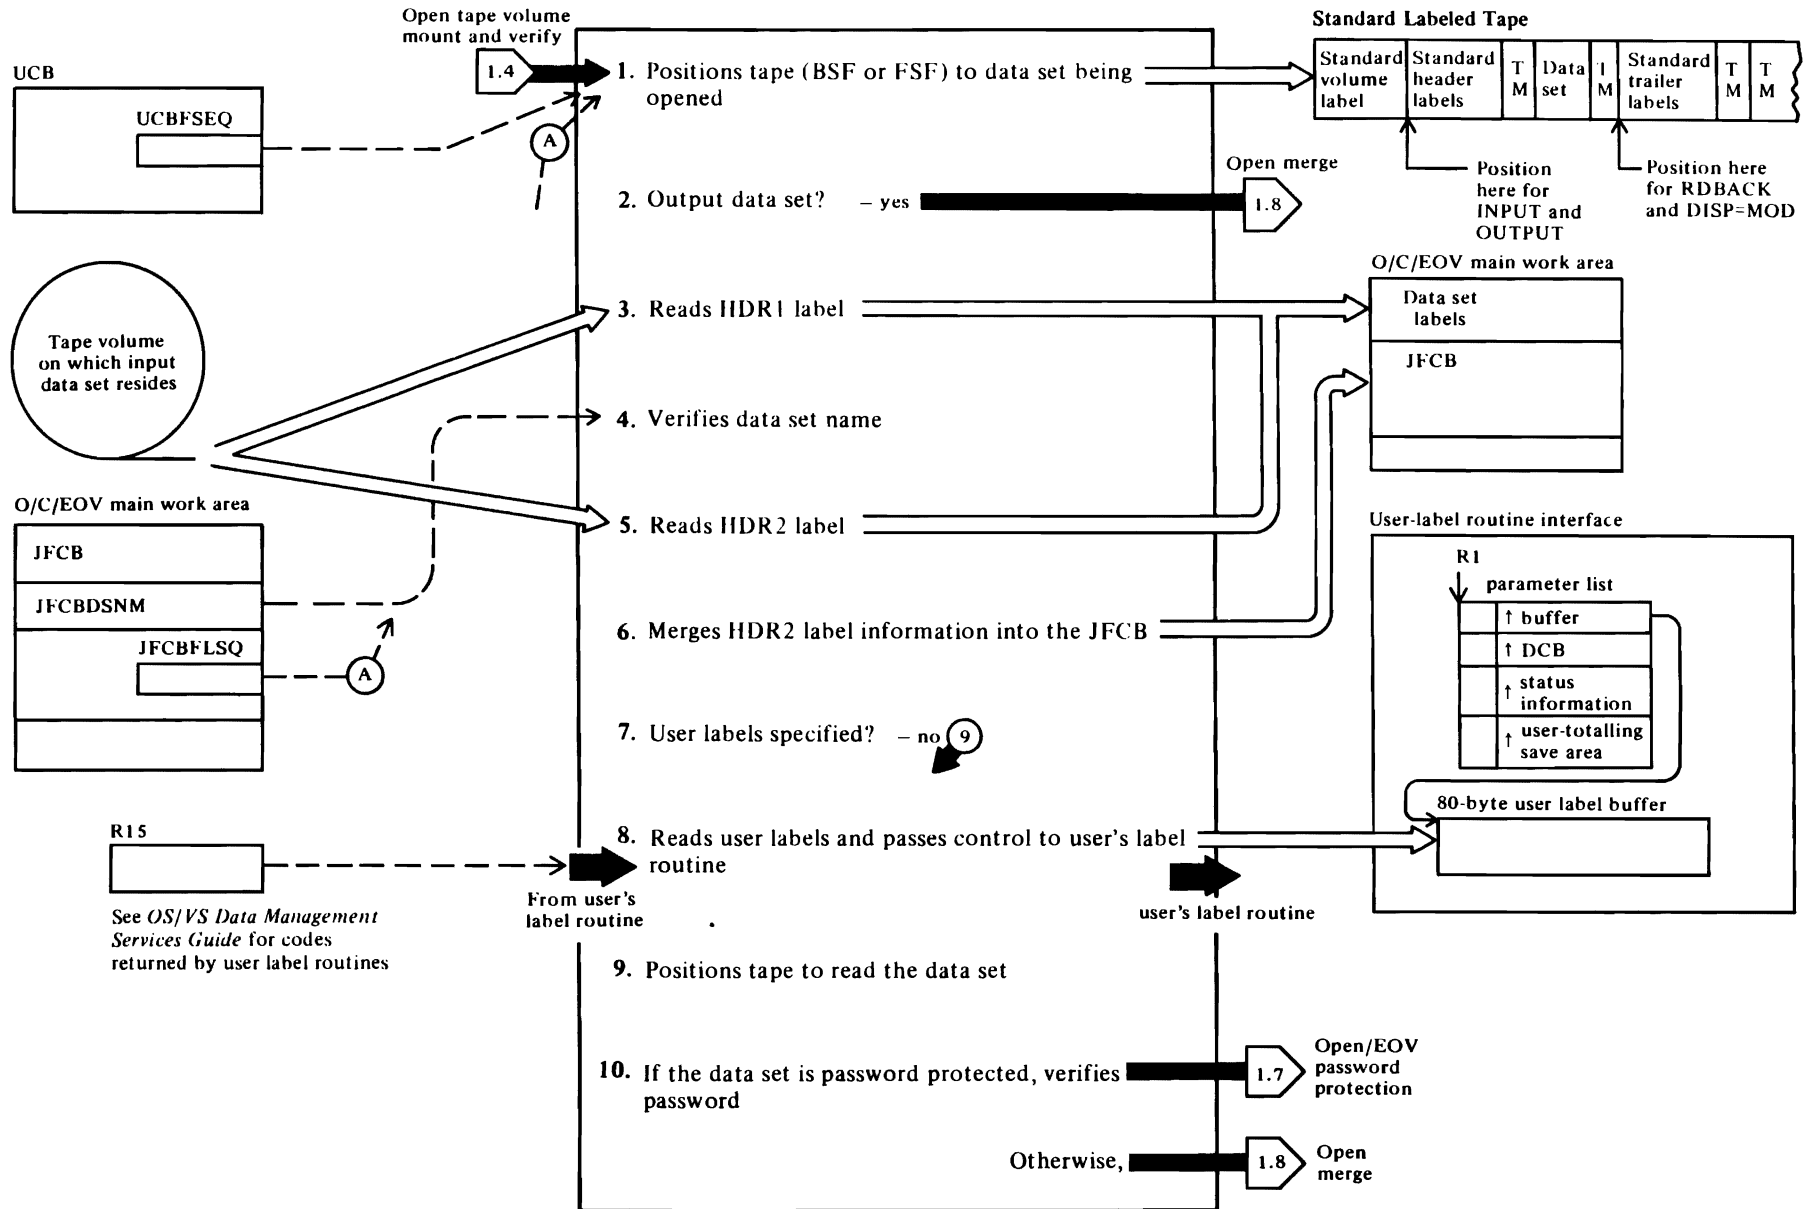 Open tape volume
mount and verify
1.4
UCB
UCBFSEQ
A
1. Positions tape (BSF or FSF) to data set being
opened
Standard Labeled Tape
Standard
volume
label
Standard
header
labels
T
M
Data
set
T
M
Standard
trailer
labels
T
M
T
M
Position
here for
INPUT and
OUTPUT
Position here
for RDBACK
and DISP=MOD
2. Output data set? – yes
Open merge
1.8
Tape volume
on which input
data set resides
3. Reads HDR1 label
O/C/EOV main work area
Data set
labels
JFCB
4. Verifies data set name
O/C/EOV main work area
JFCB
JFCBDSNM
JFCBFLSQ
A
5. Reads HDR2 label
6. Merges HDR2 label information into the JFCB
7. User labels specified? – no 9
User-label routine interface
R1
parameter list
↑ buffer
↑ DCB
↑ status
information
↑ user-totalling
save area
80-byte user label buffer
R15
See OS/VS Data Management
Services Guide for codes
returned by user label routines
8. Reads user labels and passes control to user's label
routine
From user's
label routine
user's label routine
9. Positions tape to read the data set
10. If the data set is password protected, verifies
password
1.7
Open/EOV
password
protection
Otherwise,
1.8
Open
merge